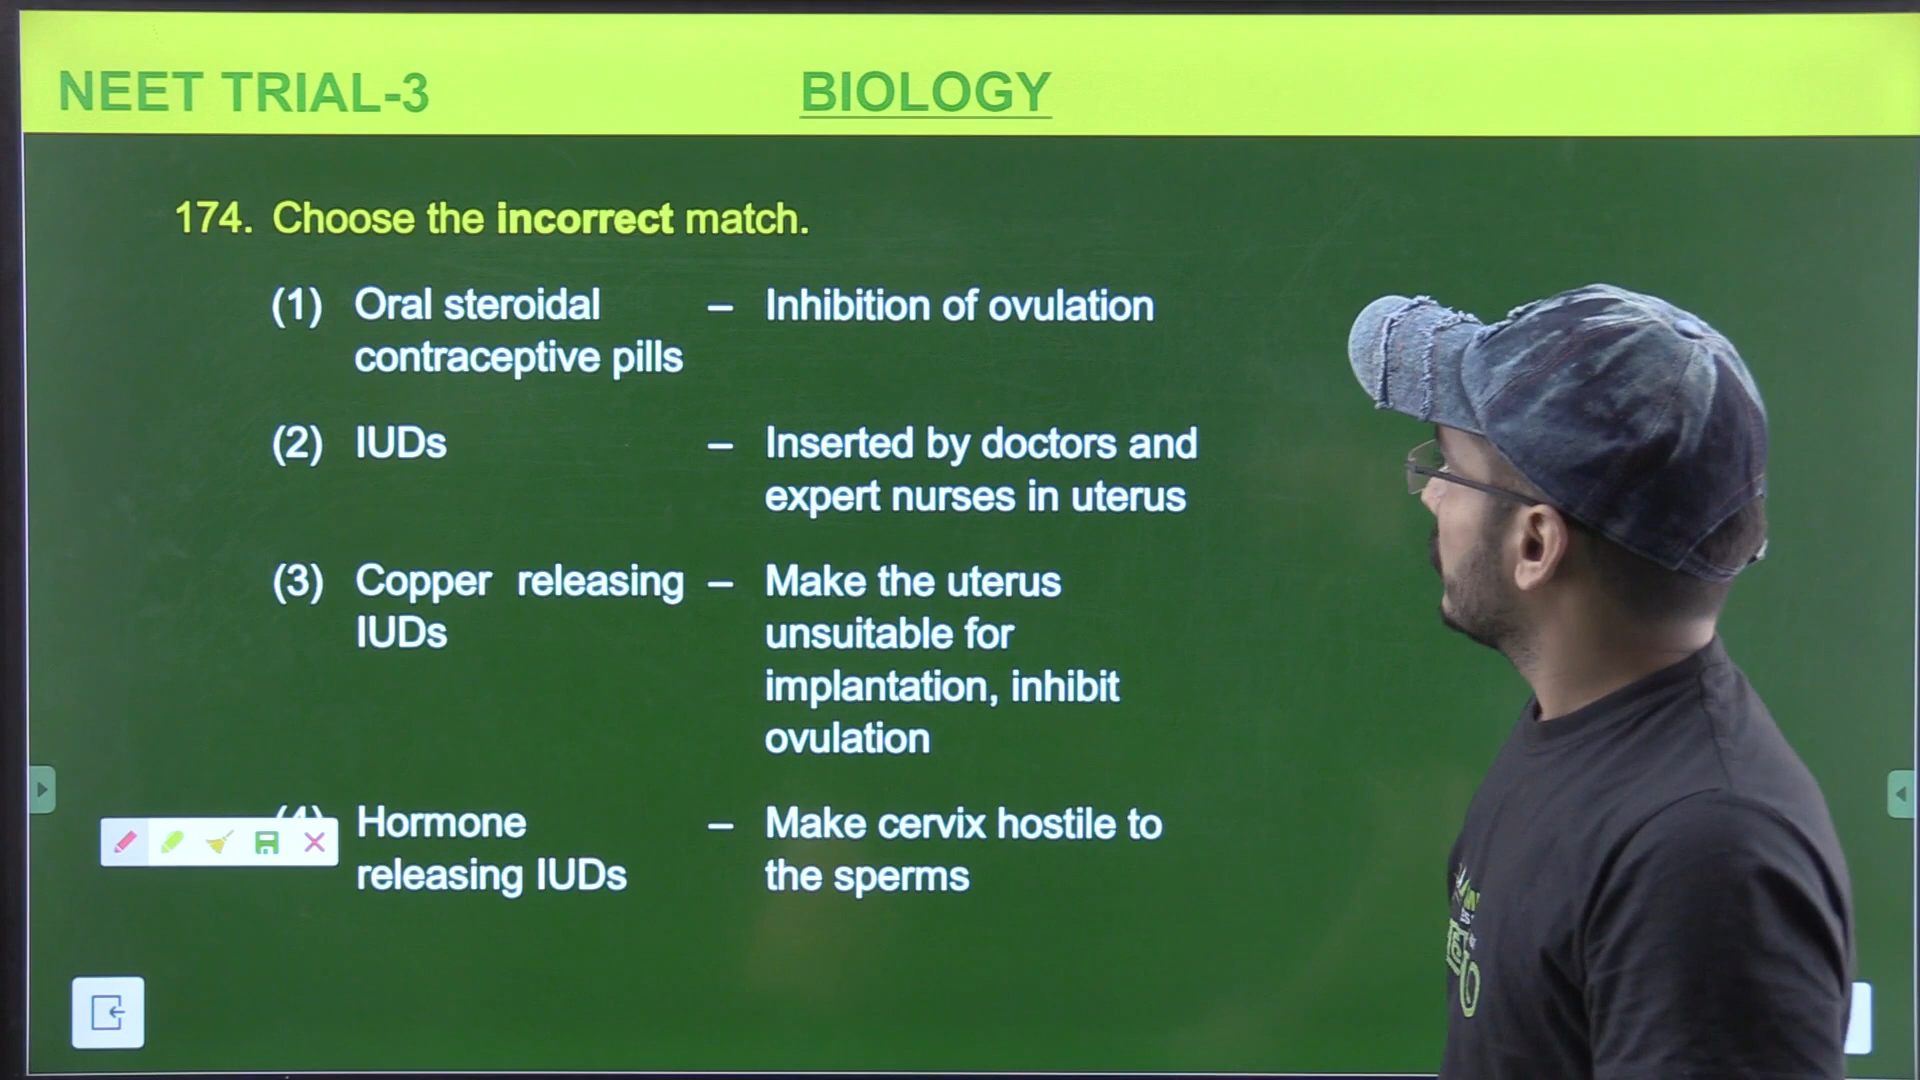 NEET TRIAL-3 BIOLOGY
174. Choose the incorrect match.
(1) Oral steroidal – Inhibition of ovulation
contraceptive pills
(2) IUDs – Inserted by doctors and
expert nurses in uterus
(3) Copper releasing – Make the uterus
IUDs unsuitable for
implantation, inhibit
ovulation
(4) Hormone – Make cervix hostile to
releasing IUDs the sperms